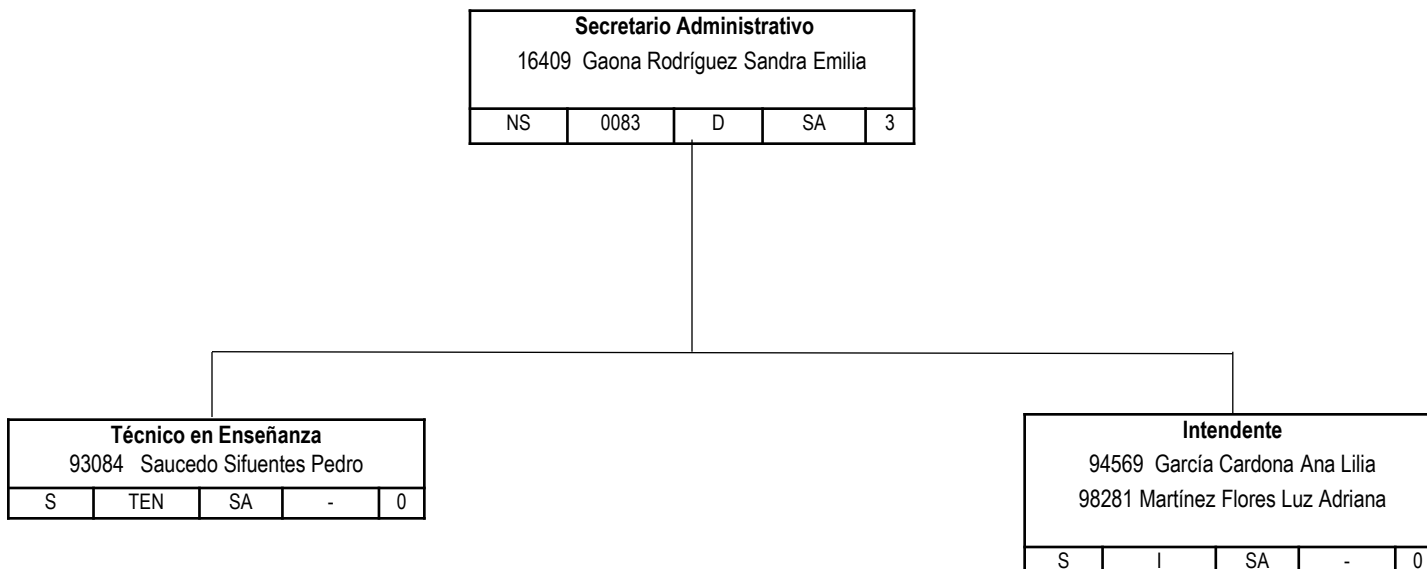 Secretario Administrativo
16409 Gaona Rodríguez Sandra Emilia
NS 0083 D SA 3
Técnico en Enseñanza
93084 Saucedo Sifuentes Pedro
S TEN SA - 0
Intendente
94569 García Cardona Ana Lilia
98281 Martínez Flores Luz Adriana
S I SA - 0